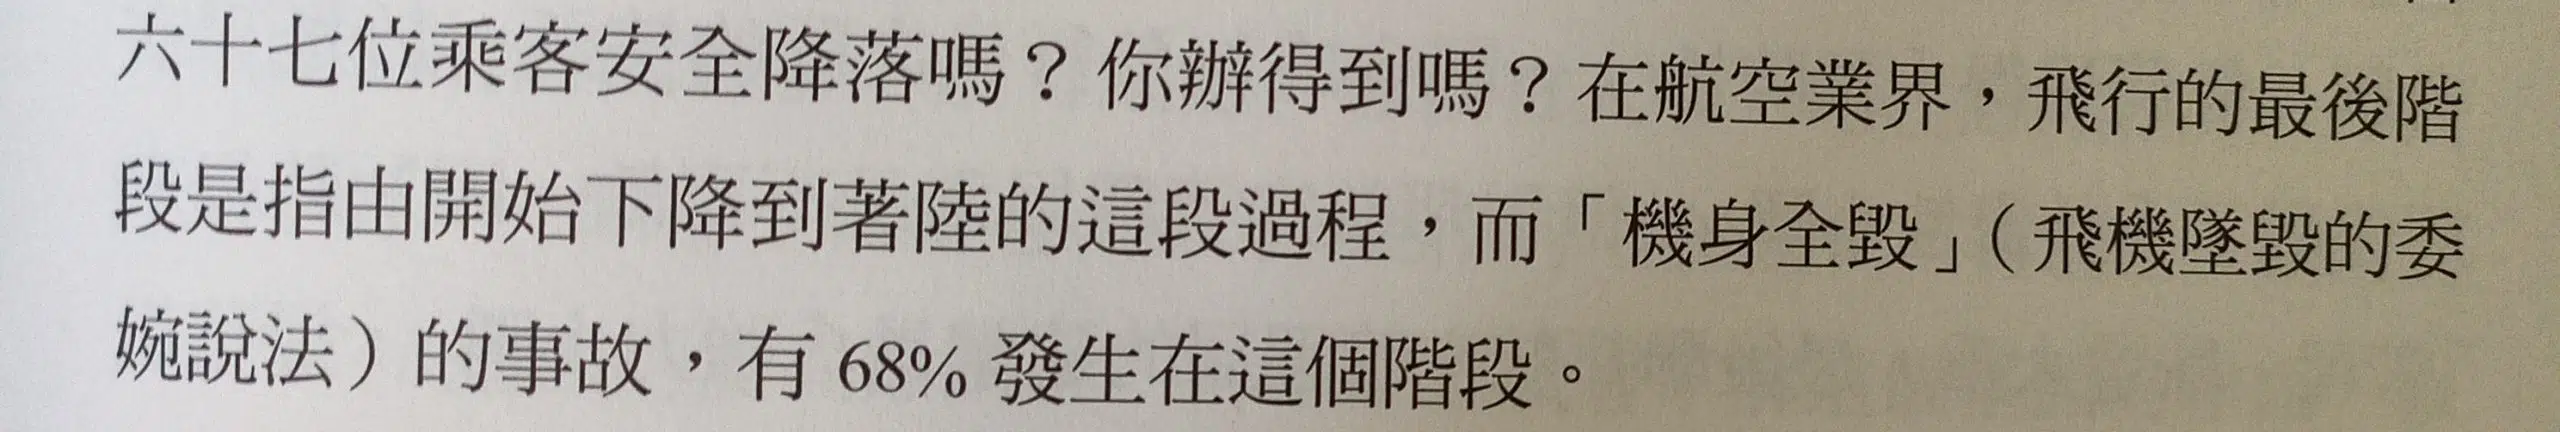 六十七位乘客安全降落嗎？你辦得到嗎？在航空業界，飛行的最後階
段是指由開始下降到著陸的這段過程，而「機身全毀」（飛機墜毀的委
婉說法）的事故，有 68% 發生在這個階段。